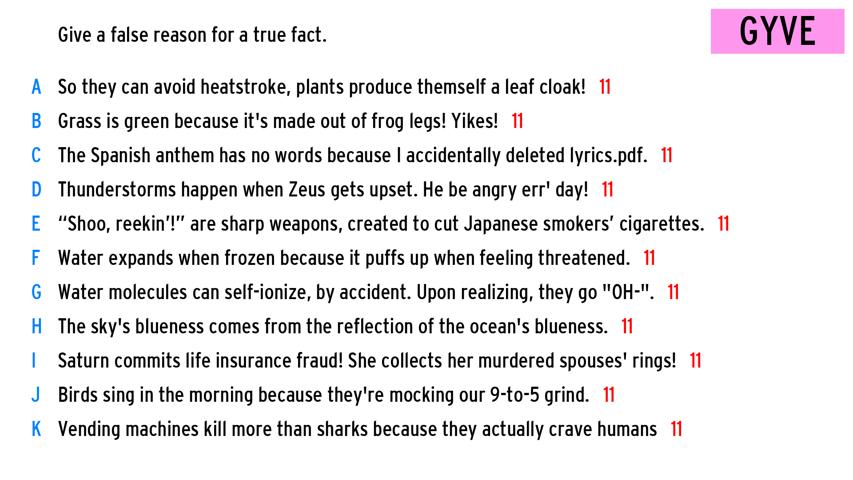 Give a false reason for a true fact.
GYVE
A So they can avoid heatstroke, plants produce themself a leaf cloak! 11
B Grass is green because it's made out of frog legs! Yikes! 11
C The Spanish anthem has no words because I accidentally deleted lyrics.pdf. 11
D Thunderstorms happen when Zeus gets upset. He be angry err' day! 11
E “Shoo, reekin’!” are sharp weapons, created to cut Japanese smokers’ cigarettes. 11
F Water expands when frozen because it puffs up when feeling threatened. 11
G Water molecules can self-ionize, by accident. Upon realizing, they go "OH-". 11
H The sky's blueness comes from the reflection of the ocean's blueness. 11
I Saturn commits life insurance fraud! She collects her murdered spouses' rings! 11
J Birds sing in the morning because they're mocking our 9-to-5 grind. 11
K Vending machines kill more than sharks because they actually crave humans 11